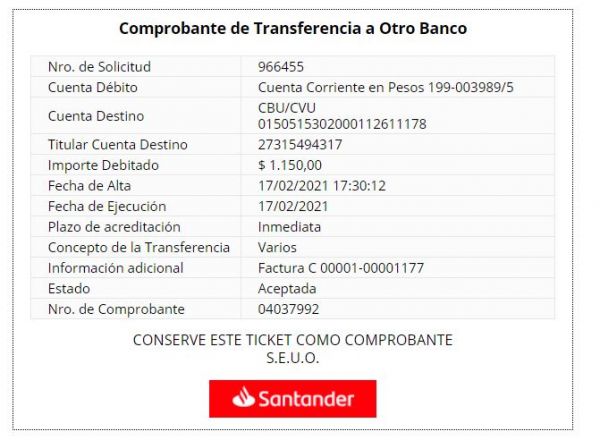 Comprobante de Transferencia a Otro Banco
Nro. de Solicitud 966455
Cuenta Débito Cuenta Corriente en Pesos 199-003989/5
Cuenta Destino CBU/CVU
0150515302000112611178
Titular Cuenta Destino 27315494317
Importe Debitado $ 1.150,00
Fecha de Alta 17/02/2021 17:30:12
Fecha de Ejecución 17/02/2021
Plazo de acreditación Inmediata
Concepto de la Transferencia Varios
Información adicional Factura C 00001-00001177
Estado Aceptada
Nro. de Comprobante 04037992
CONSERVE ESTE TICKET COMO COMPROBANTE
S.E.U.O.
Santander